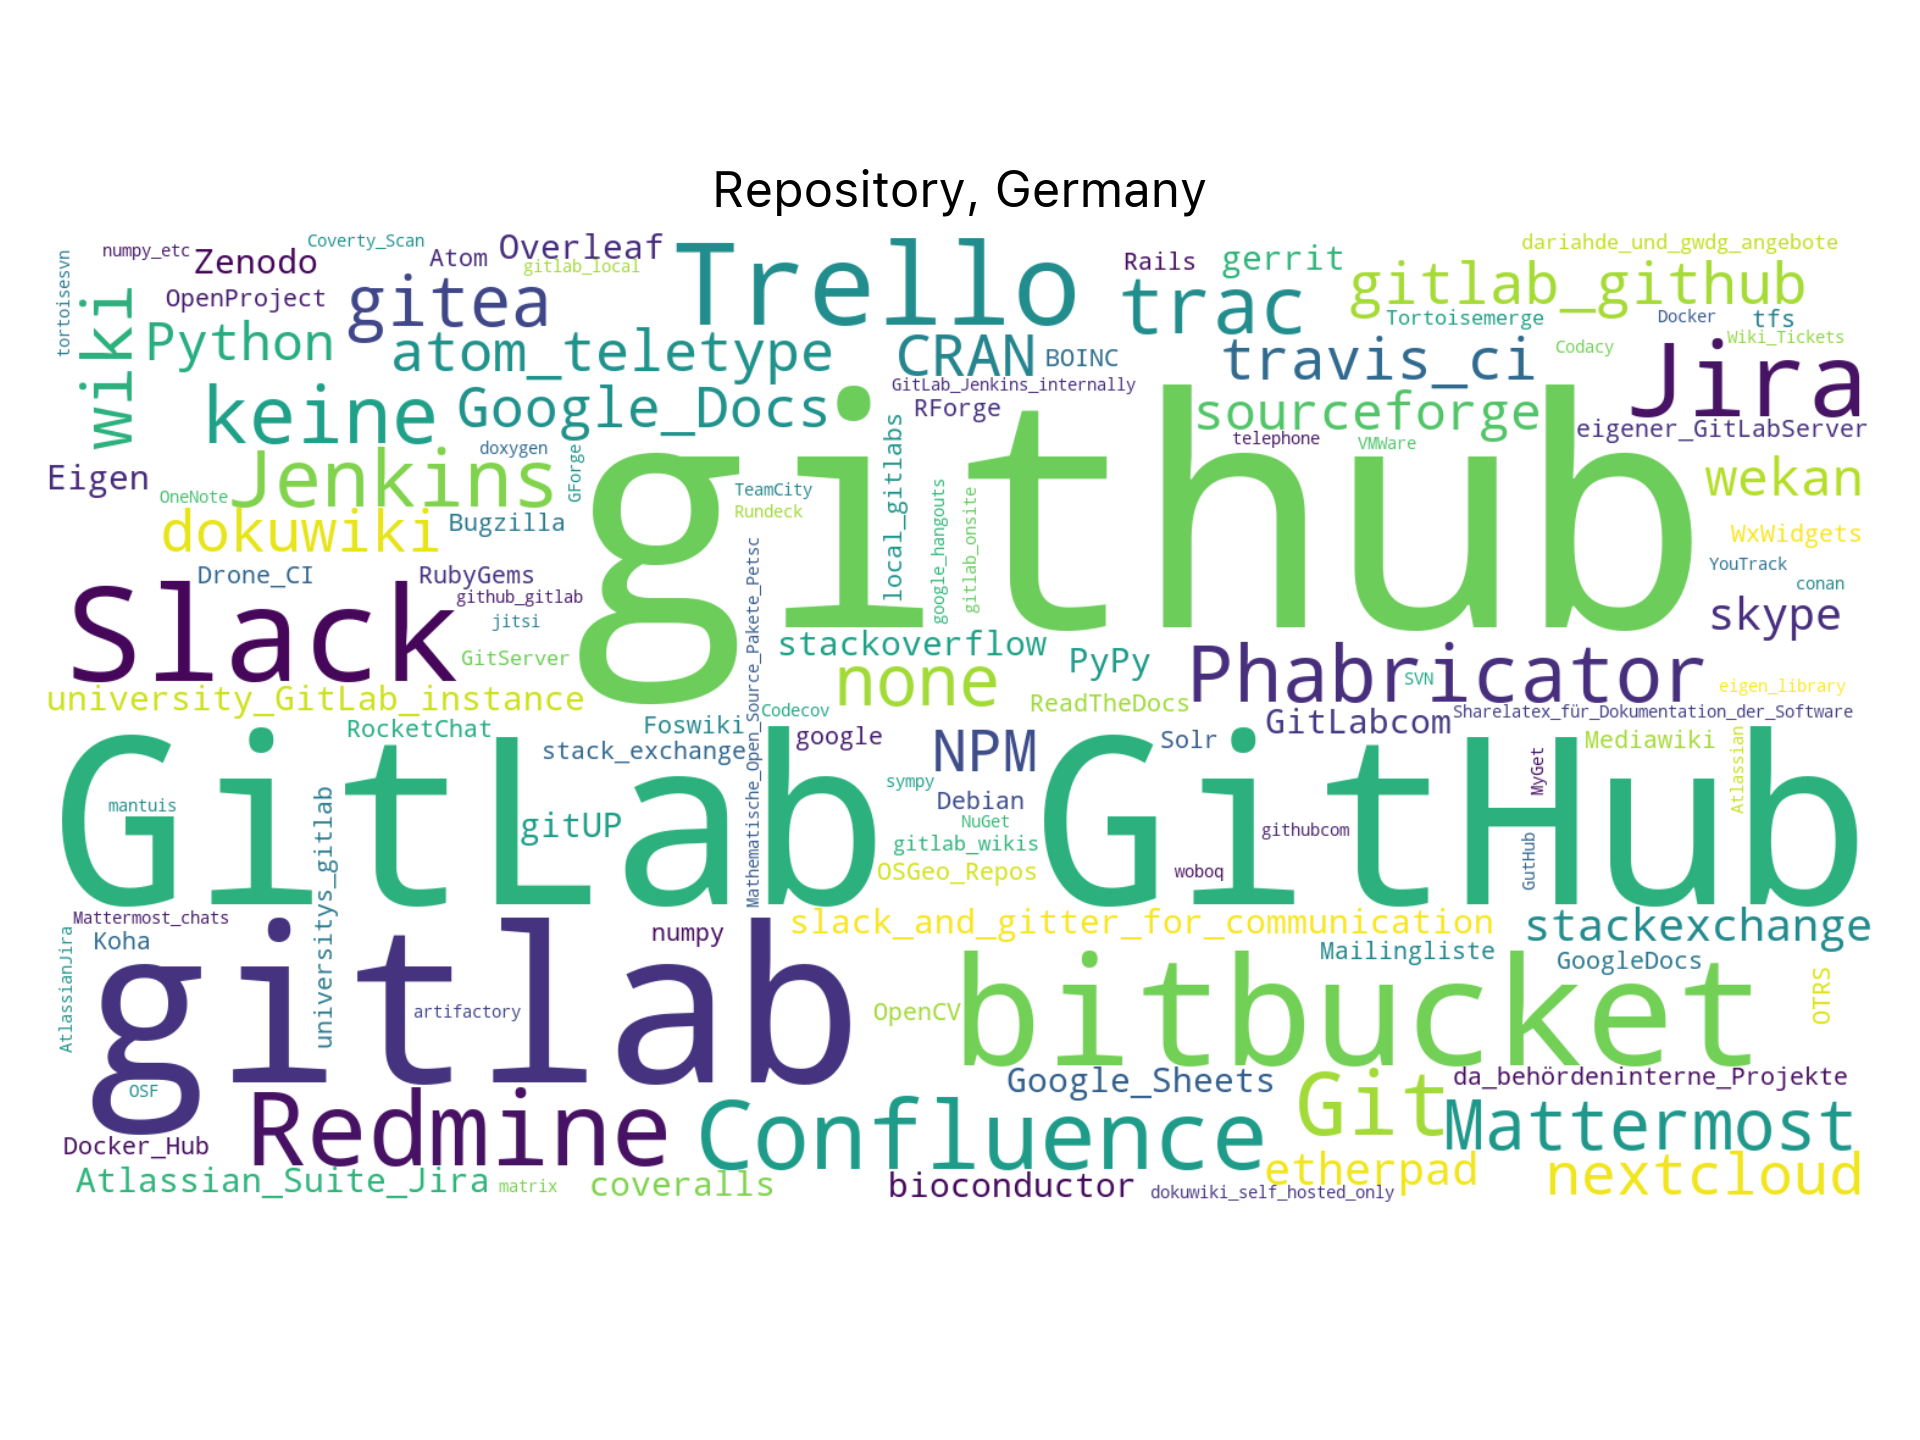 Repository, Germany
tortoisesvn
numpy_etc
Zenodo
Coverty_Scan
Atom
Overleaf
gitlab_local
Trello
Rails
gerrit
dariahde_und_gwdg_angebote
wiki
OpenProject
gitea
trac
gitlab_github
Tortoisemerge
Docker
tfs
Wiki_Tickets
Python
atom_teletype
CRAN
BOINC
travis_ci
Codacy
Jira
keine
Google_Docs
GitLab_Jenkins_internally
RForge
sourceforge
eigener_GitLabServer
telephone
VMWare
github
local_gitlabs
google_hangouts
gitlab_onsite
doxygen
GForge
Eigen
OneNote
Jenkins
TeamCity
Rundeck
wekan
dokuwiki
Bugzilla
WxWidgets
Drone_CI
RubyGems
YouTrack
conan
Slack
github_gitlab
jitsi
GitServer
skype
stackoverflow
none
PyPy
Phabricator
SVN
eigen_library
university_GitLab_instance
Mathematische_Open_Source_Pakete_Petsc
ReadTheDocs
Codecov
RocketChat
Foswiki
stack_exchange
google
NPM
Solr
GitLabcom
Sharelatex_für_Dokumentation_der_Software
Mediawiki
Atlassian
MyGet
GitLab
mantuis
universitys_gitlab
gitUP
sympy
Debian
NuGet
gitlab_wikis
OSGeo_Repos
GitHub
githubcom
woboq
GutHub
Mattermost_chats
Koha
AtlassianJira
numpy
slack_and_gitter_for_communication
stackexchange
Mailingliste
GoogleDocs
OTRS
gitlab
artifactory
OpenCV
bitbucket
OSF
Google_Sheets
Git
da_behördeninterne_Projekte
Docker_Hub
Redmine
Confluence
Mattermost
Atlassian_Suite_Jira
matrix
coveralls
bioconductor
dokuwiki_self_hosted_only
etherpad
nextcloud